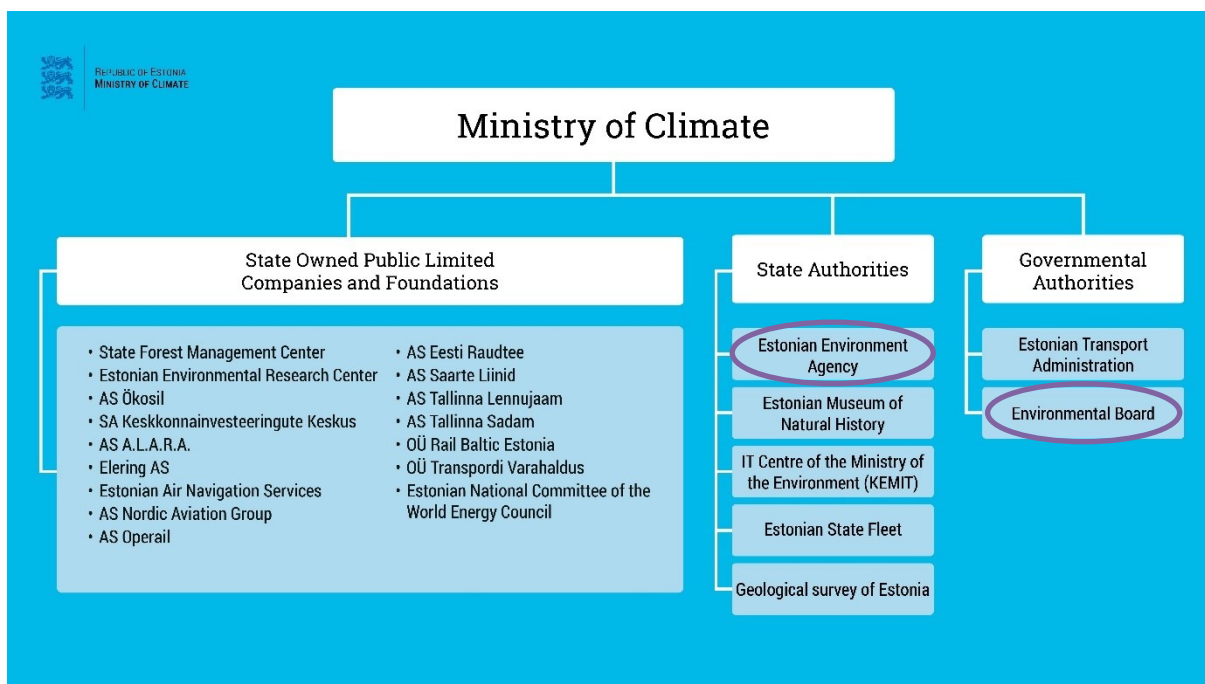 REPUBLIC OF ESTONIA
MINISTRY OF CLIMATE
Ministry of Climate
State Owned Public Limited
Companies and Foundations
• State Forest Management Center
• Estonian Environmental Research Center
• AS Ökosil
• SA Keskkonnainvesteeringute Keskus
• AS A.L.A.R.A.
• Elering AS
• Estonian Air Navigation Services
• AS Nordic Aviation Group
• AS Operail
• AS Eesti Raudtee
• AS Saarte Liinid
• AS Tallinna Lennujaam
• AS Tallinna Sadam
• OÜ Rail Baltic Estonia
• OÜ Transpordi Varahaldus
• Estonian National Committee of the
World Energy Council
State Authorities
Estonian Environment
Agency
Estonian Museum of
Natural History
IT Centre of the Ministry of
the Environment (KEMIT)
Estonian State Fleet
Geological survey of Estonia
Governmental
Authorities
Estonian Transport
Administration
Environmental Board